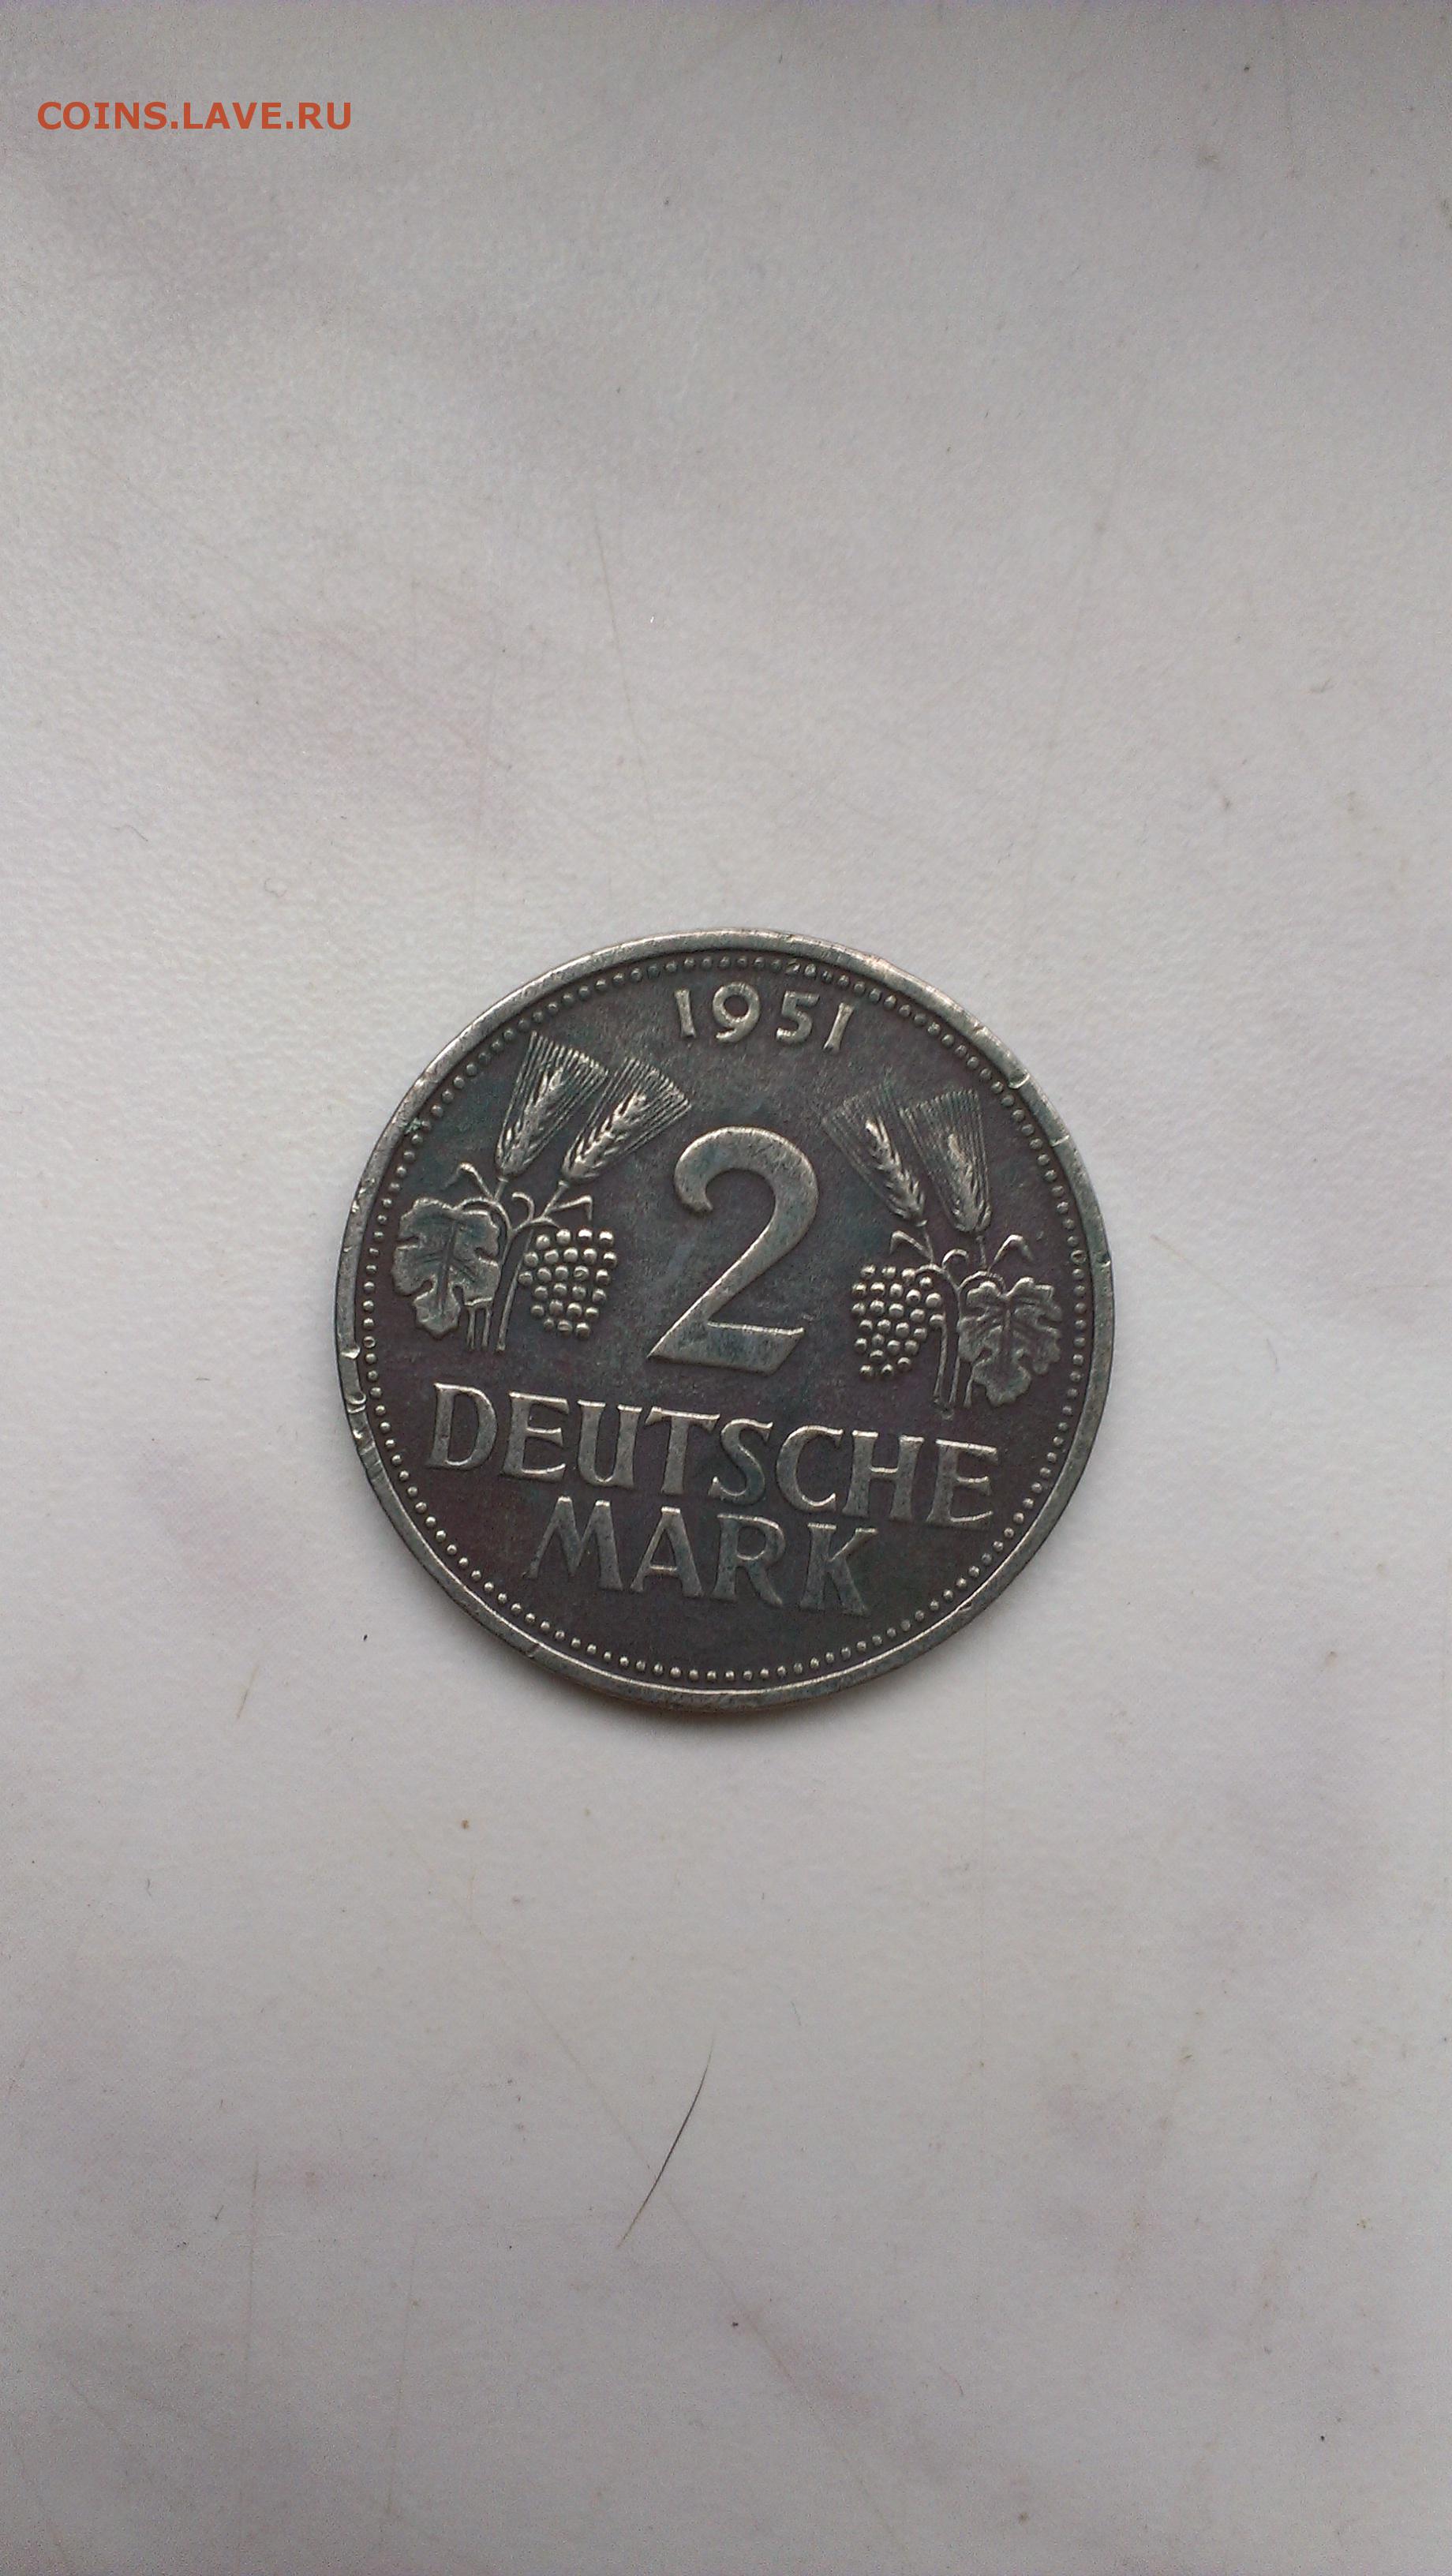 COINS.LAVE.RU
1951
2
DEUTSCHE
MARK